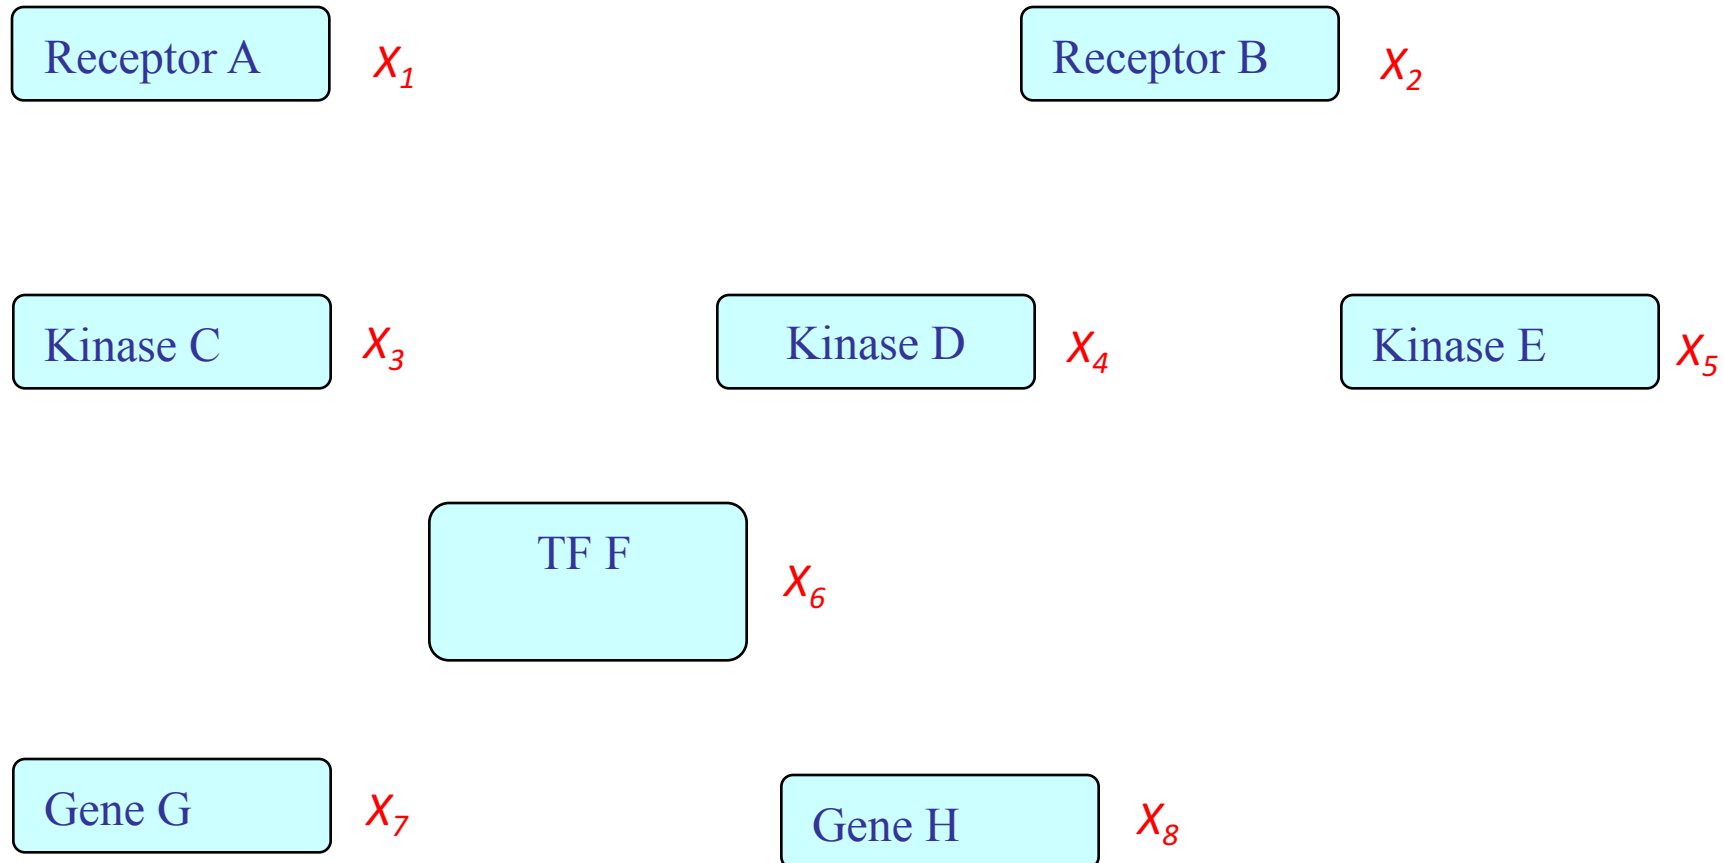 Receptor A X₁
Receptor B X₂
Kinase C X₃
Kinase D X₄
Kinase E X₅
TF F X₆
Gene G X₇
Gene H X₈